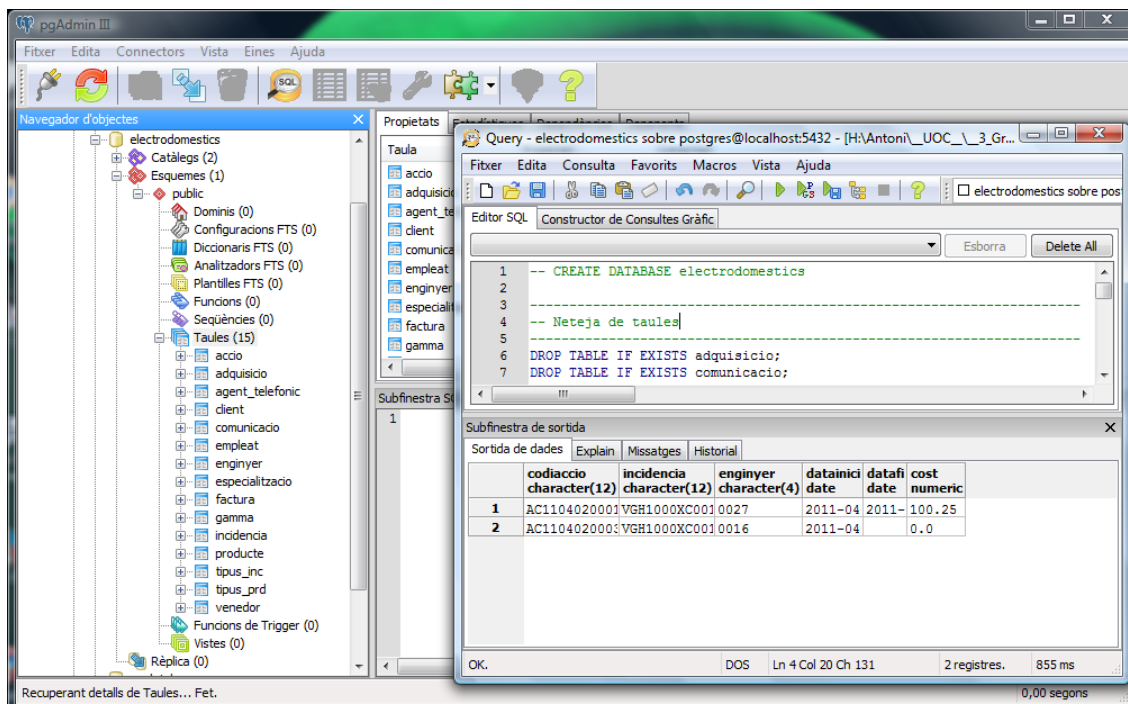 pgAdmin III
Fitxer Edita Connectors Vista Eines Ajuda
SQL
Navegador d'objectes
electrodomestics
Catàlegs (2)
Esquemes (1)
public
Dominis (0)
Configuracions FTS (0)
Diccionaris FTS (0)
Analitzadors FTS (0)
Plantilles FTS (0)
Funcions (0)
Seqüències (0)
Taules (15)
accio
adquisicio
agent_telefonic
client
comunicacio
empleat
enginyer
especialitzacio
factura
gamma
incidencia
producte
tipus_inc
tipus_prd
venedor
Funcions de Trigger (0)
Vistes (0)
Rèplica (0)
Propietats
Taula
accio
adquisici
agent_te
client
comunica
empleat
enginyer
especialit
factura
gamma
Subfinestra S
1
Query - electrodomestics sobre postgres@localhost:5432 - [H:\Antoni\__UOC_\_3_Gr...
Fitxer Edita Consulta Favorits Macros Vista Ajuda
electrodomestics sobre pos
Editor SQL Constructor de Consultes Gràfic
Esborra Delete All
1 -- CREATE DATABASE electrodomestics
2
3 --------------------------------------------------------------------
4 -- Neteja de taules
5 --------------------------------------------------------------------
6 DROP TABLE IF EXISTS adquisicio;
7 DROP TABLE IF EXISTS comunicacio;
Subfinestra de sortida
Sortida de dades Explain Missatges Historial
codiaccio incidencia enginyer datainici datafi cost
character(12) character(12) character(4) date date numeric
1 AC1104020001 VGH1000XC001 0027 2011-04 2011- 100.25
2 AC1104020003 VGH1000XC001 0016 2011-04 0.0
OK. DOS Ln 4 Col 20 Ch 131 2 registres. 855 ms
Recuperant detalls de Taules... Fet. 0,00 segons